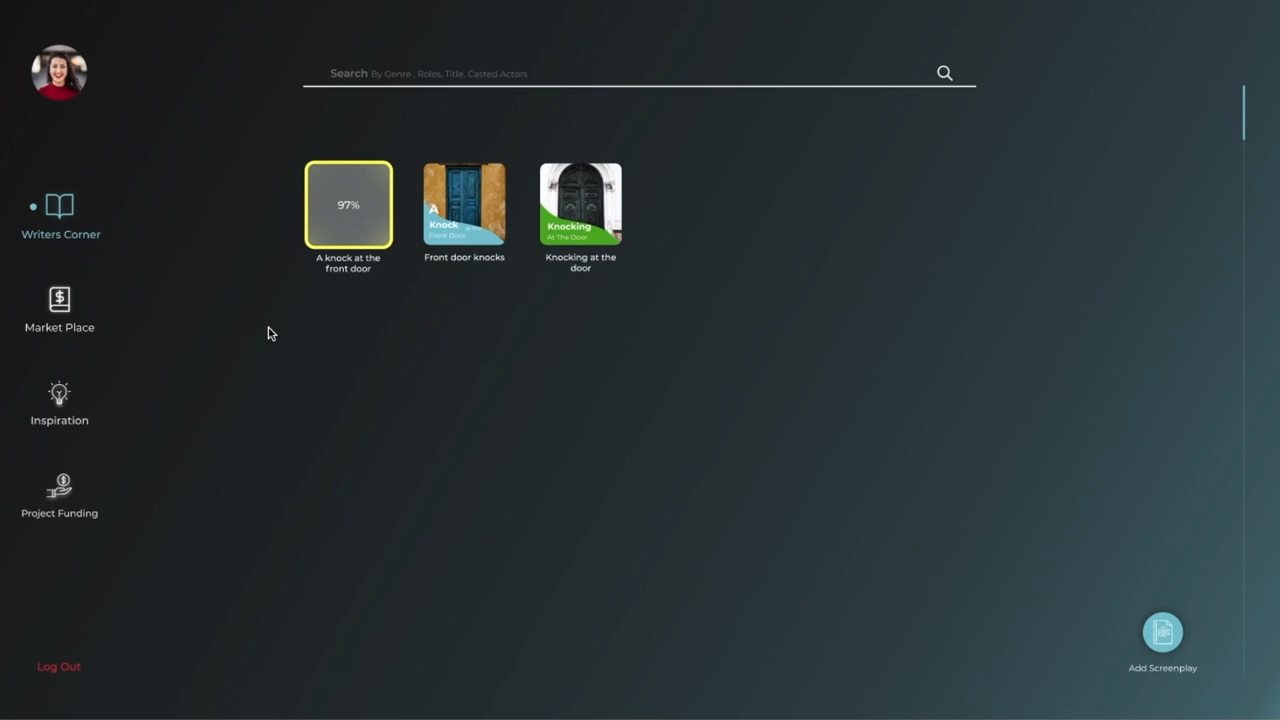 Search By Genre , Roles, Title, Casted Actors
97%
A knock at the
front door
A
Knock at the
Front Door
Front door knocks
Knocking
At The Door
Knocking at the
door
Writers Corner
Market Place
Inspiration
Project Funding
Log Out
Add Screenplay